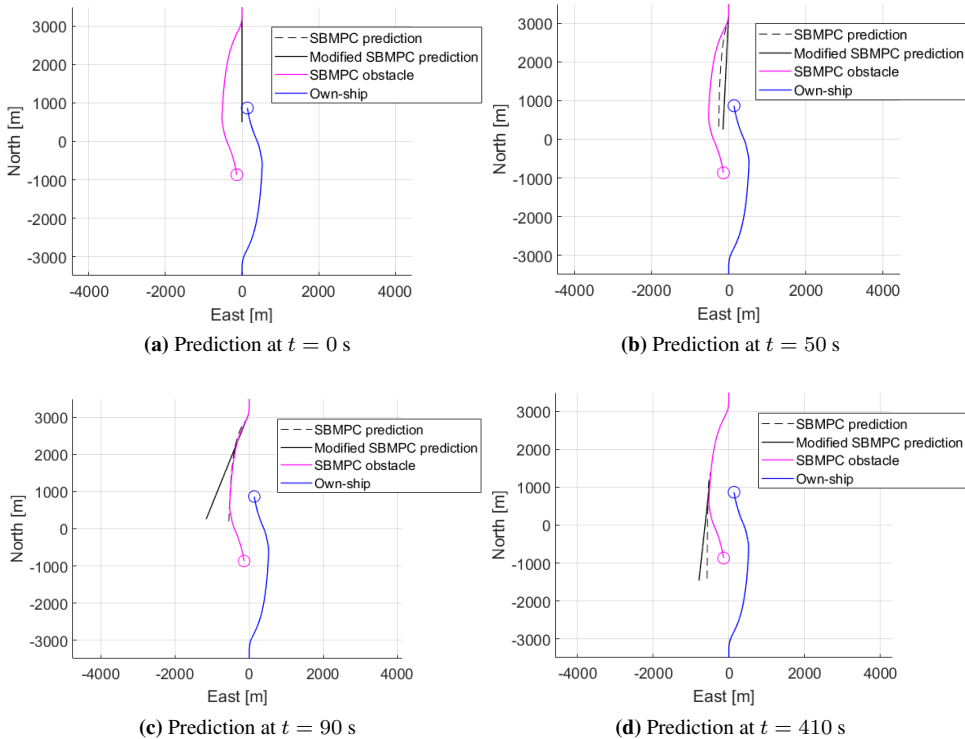 3000
2000
1000
0
-1000
-2000
-3000
North [m]
-4000 -2000 0 2000 4000
East [m]
SBMPC prediction
Modified SBMPC prediction
SBMPC obstacle
Own-ship
(a) Prediction at t = 0 s
3000
2000
1000
0
-1000
-2000
-3000
North [m]
-4000 -2000 0 2000 4000
East [m]
SBMPC prediction
Modified SBMPC prediction
SBMPC obstacle
Own-ship
(b) Prediction at t = 50 s
3000
2000
1000
0
-1000
-2000
-3000
North [m]
-4000 -2000 0 2000 4000
East [m]
SBMPC prediction
Modified SBMPC prediction
SBMPC obstacle
Own-ship
(c) Prediction at t = 90 s
3000
2000
1000
0
-1000
-2000
-3000
North [m]
-4000 -2000 0 2000 4000
East [m]
SBMPC prediction
Modified SBMPC prediction
SBMPC obstacle
Own-ship
(d) Prediction at t = 410 s